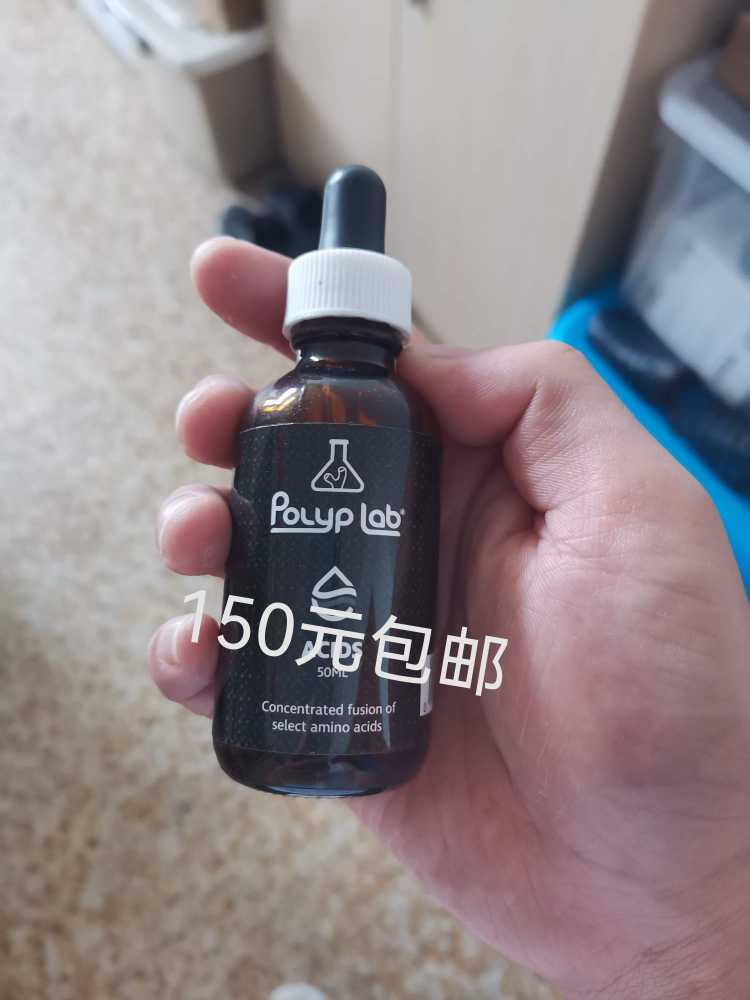 Polyp Lab®
ACIDS
50ML
150元包邮
Concentrated fusion of
select amino acids